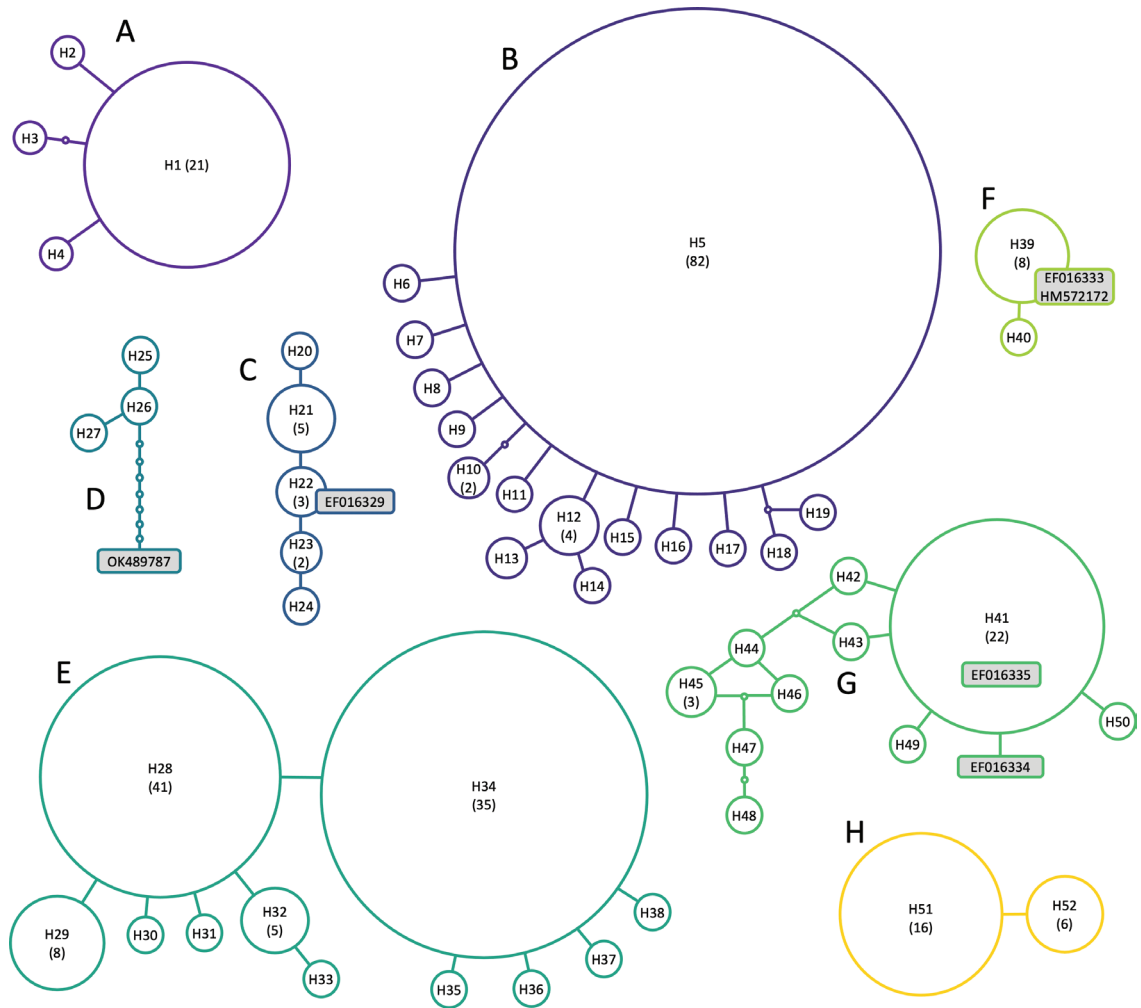 A
H2
H3
H1 (21)
H4
B
H5
(82)
H6
H7
H8
H9
H10
(2)
H11
H12
(4)
H13
H14
H15
H16
H17
H18
H19
F
H39
(8)
EF016333
HM572172
H40
C
H20
H21
(5)
H22
(3)
EF016329
H23
(2)
H24
D
H25
H26
H27
OK489787
E
H28
(41)
H29
(8)
H30
H31
H32
(5)
H33
H34
(35)
H35
H36
H37
H38
G
H41
(22)
EF016335
H42
H43
H44
H45
(3)
H46
H47
H48
H49
EF016334
H50
H
H51
(16)
H52
(6)